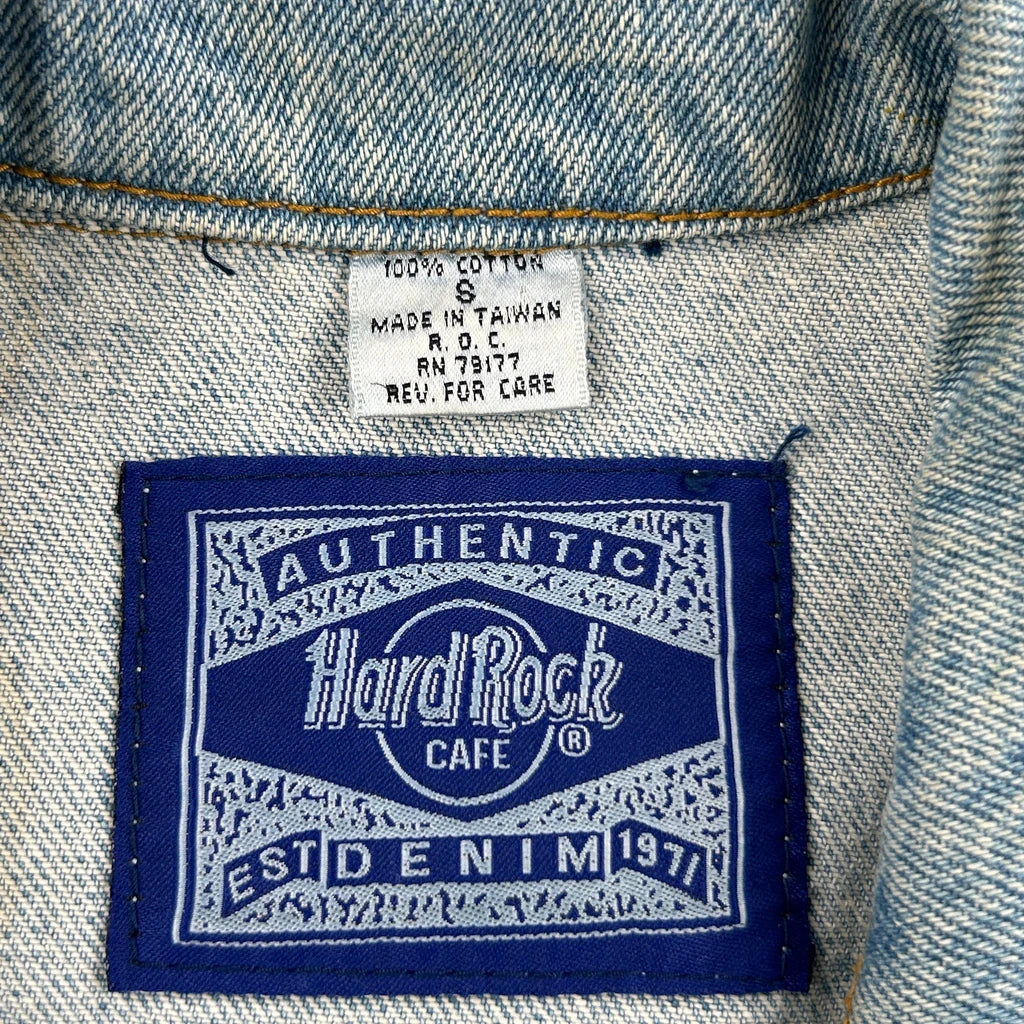 100% COTTON
S
MADE IN TAIWAN
R.O.C.
RN 79177
REV. FOR CARE
AUTHENTIC
Hard Rock
CAFE ®
EST DENIM 1971